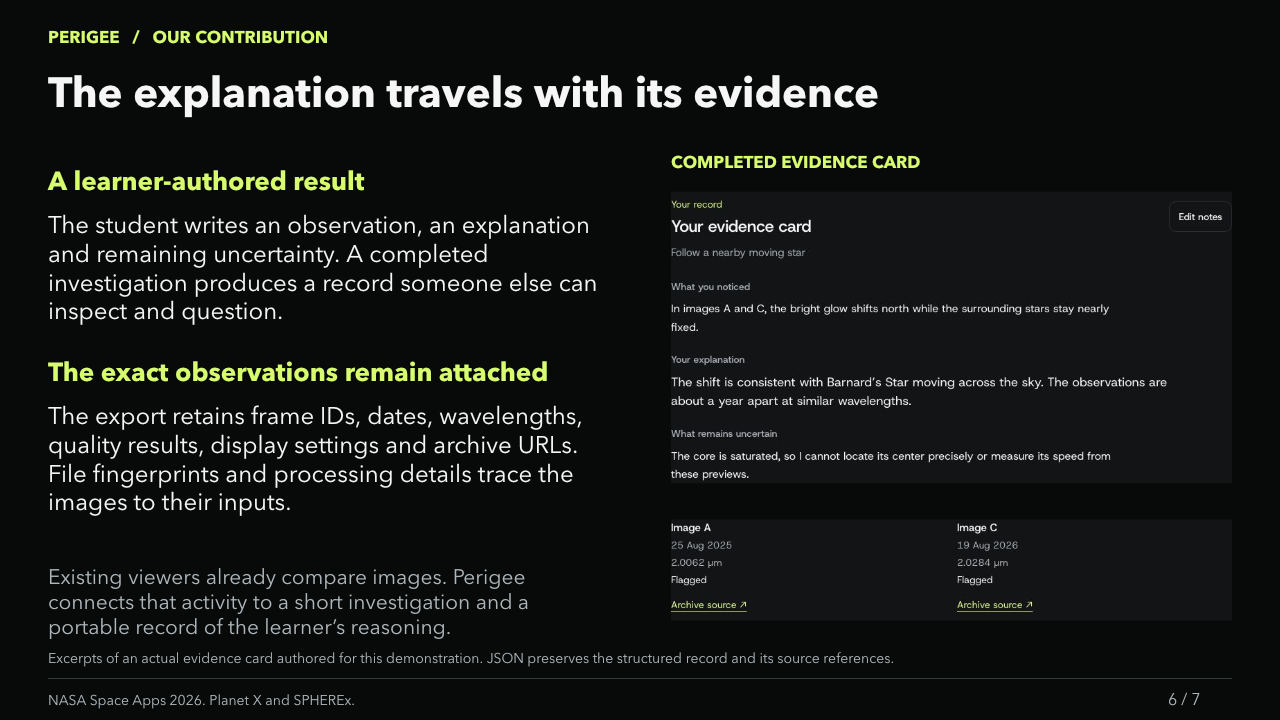 PERIGEE / OUR CONTRIBUTION
The explanation travels with its evidence
A learner-authored result
The student writes an observation, an explanation
and remaining uncertainty. A completed
investigation produces a record someone else can
inspect and question.
The exact observations remain attached
The export retains frame IDs, dates, wavelengths,
quality results, display settings and archive URLs.
File fingerprints and processing details trace the
images to their inputs.
Existing viewers already compare images. Perigee
connects that activity to a short investigation and a
portable record of the learner’s reasoning.
COMPLETED EVIDENCE CARD
Your record
Your evidence card
Edit notes
Follow a nearby moving star
What you noticed
In images A and C, the bright glow shifts north while the surrounding stars stay nearly
fixed.
Your explanation
The shift is consistent with Barnard’s Star moving across the sky. The observations are
about a year apart at similar wavelengths.
What remains uncertain
The core is saturated, so I cannot locate its center precisely or measure its speed from
these previews.
Image A
25 Aug 2025
2.0062 µm
Flagged
Archive source ↗
Image C
19 Aug 2026
2.0284 µm
Flagged
Archive source ↗
Excerpts of an actual evidence card authored for this demonstration. JSON preserves the structured record and its source references.
NASA Space Apps 2026. Planet X and SPHEREx.
6 / 7